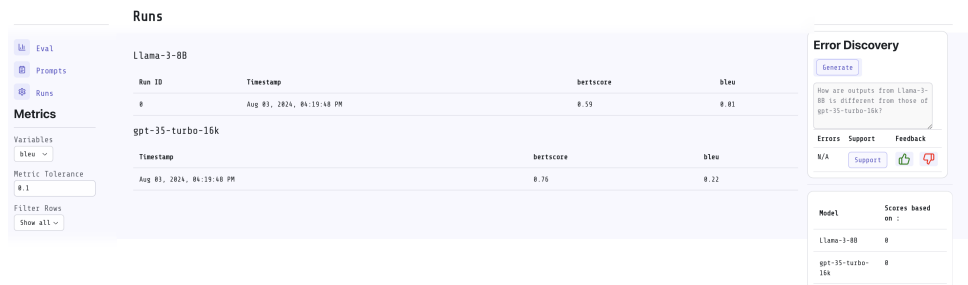 Runs
Eval
Prompts
Runs
Metrics
Variables
bleu
Metric Tolerance
0.1
Filter Rows
Show all
Llama-3-8B
Run ID Timestamp bertscore bleu
0 Aug 03, 2024, 04:19:48 PM 0.59 0.01
gpt-35-turbo-16k
Timestamp bertscore bleu
Aug 03, 2024, 04:19:48 PM 0.76 0.22
Error Discovery
Generate
How are outputs from Llama-3-
8B is different from those of
gpt-35-turbo-16k?
Errors Support Feedback
N/A Support
Model Scores based
on :
Llama-3-8B 0
gpt-35-turbo- 0
16k